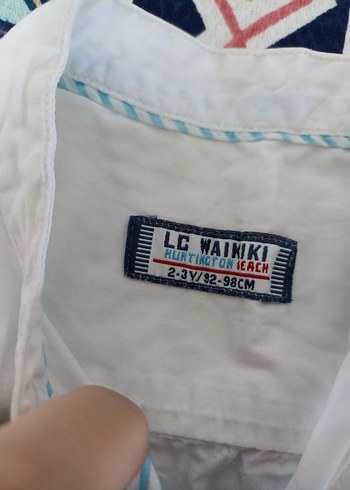 LC WAIKIKI
HUNTINGTON BEACH
2-3Y/92-98CM